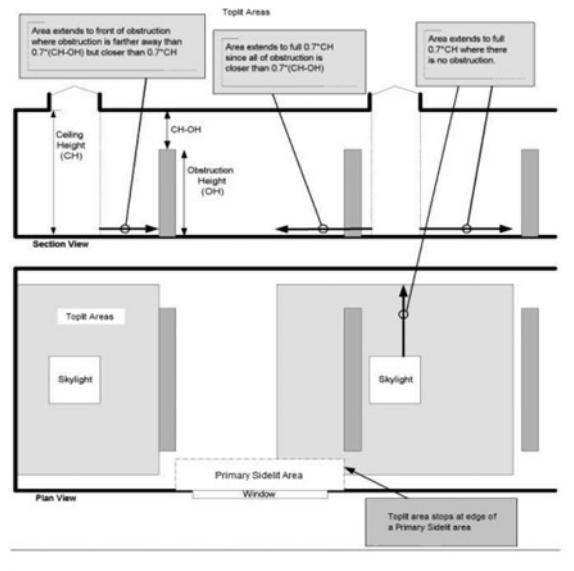 Toplit Areas
Area extends to front of obstruction
where obstruction is farther away than
0.7*(CH-OH) but closer than 0.7*CH
Area extends to full 0.7*CH
since all of obstruction is
closer than 0.7*(CH-OH)
Area extends to full
0.7*CH where there
is no obstruction.
Ceiling
Height
(CH)
CH-OH
Obstruction
Height
(OH)
Section View
Toplit Areas
Skylight
Skylight
Primary Sidelit Area
Window
Plan View
Toplit area stops at edge of
a Primary Sidelit area